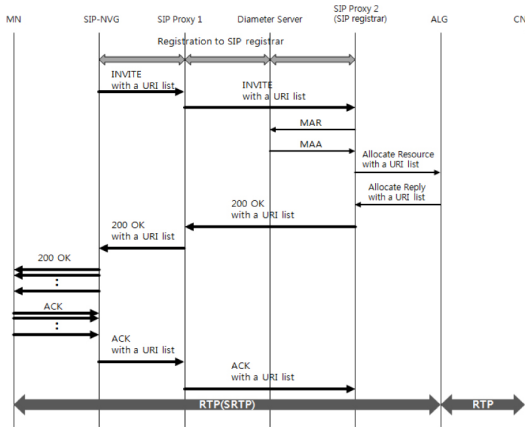 MN
SIP-NVG
SIP Proxy 1
Diameter Server
SIP Proxy 2
(SIP registrar)
ALG
CN
Registration to SIP registrar
INVITE
with a URI list
INVITE
with a URI list
MAR
MAA
Allocate Resource
with a URI list
Allocate Reply
with a URI list
200 OK
with a URI list
200 OK
with a URI list
200 OK
:
ACK
:
ACK
with a URI list
ACK
with a URI list
RTP(SRTP)
RTP